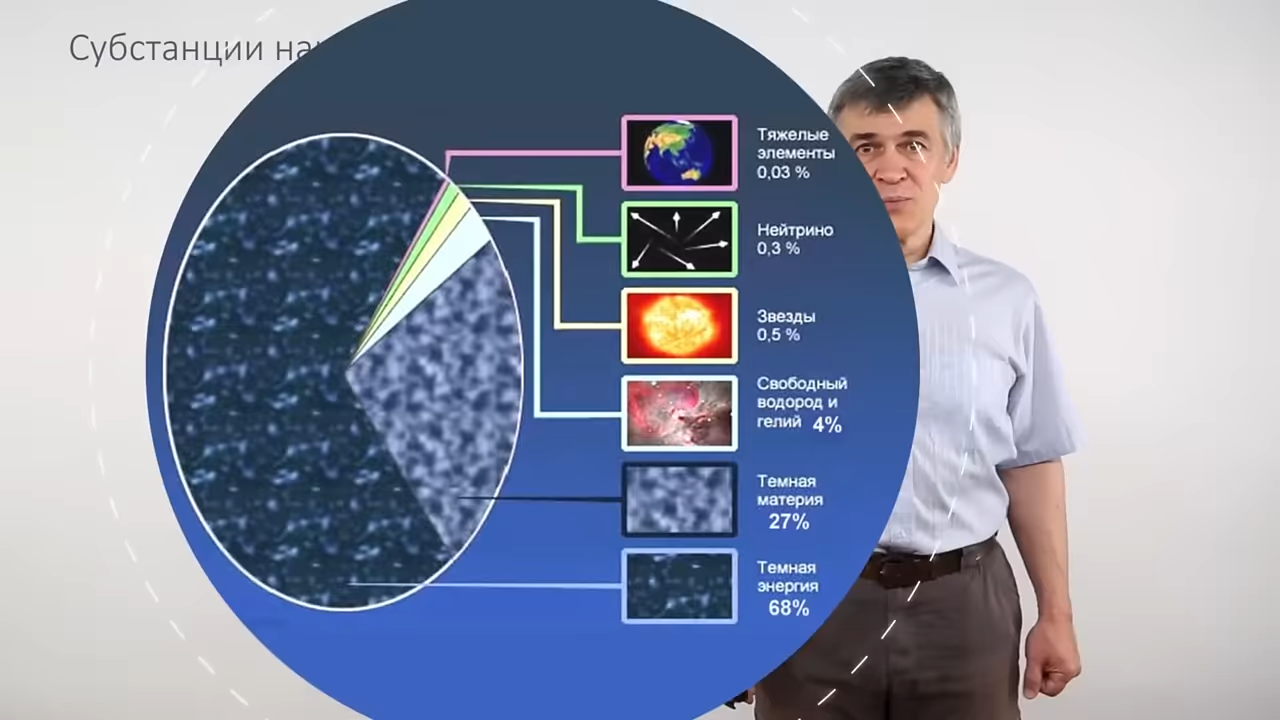 Субстанции
Тяжелые
элементы
0,03 %
Нейтрино
0,3 %
Звезды
0,5 %
Свободный
водород и
гелий 4%
Темная
материя
27%
Темная
энергия
68%